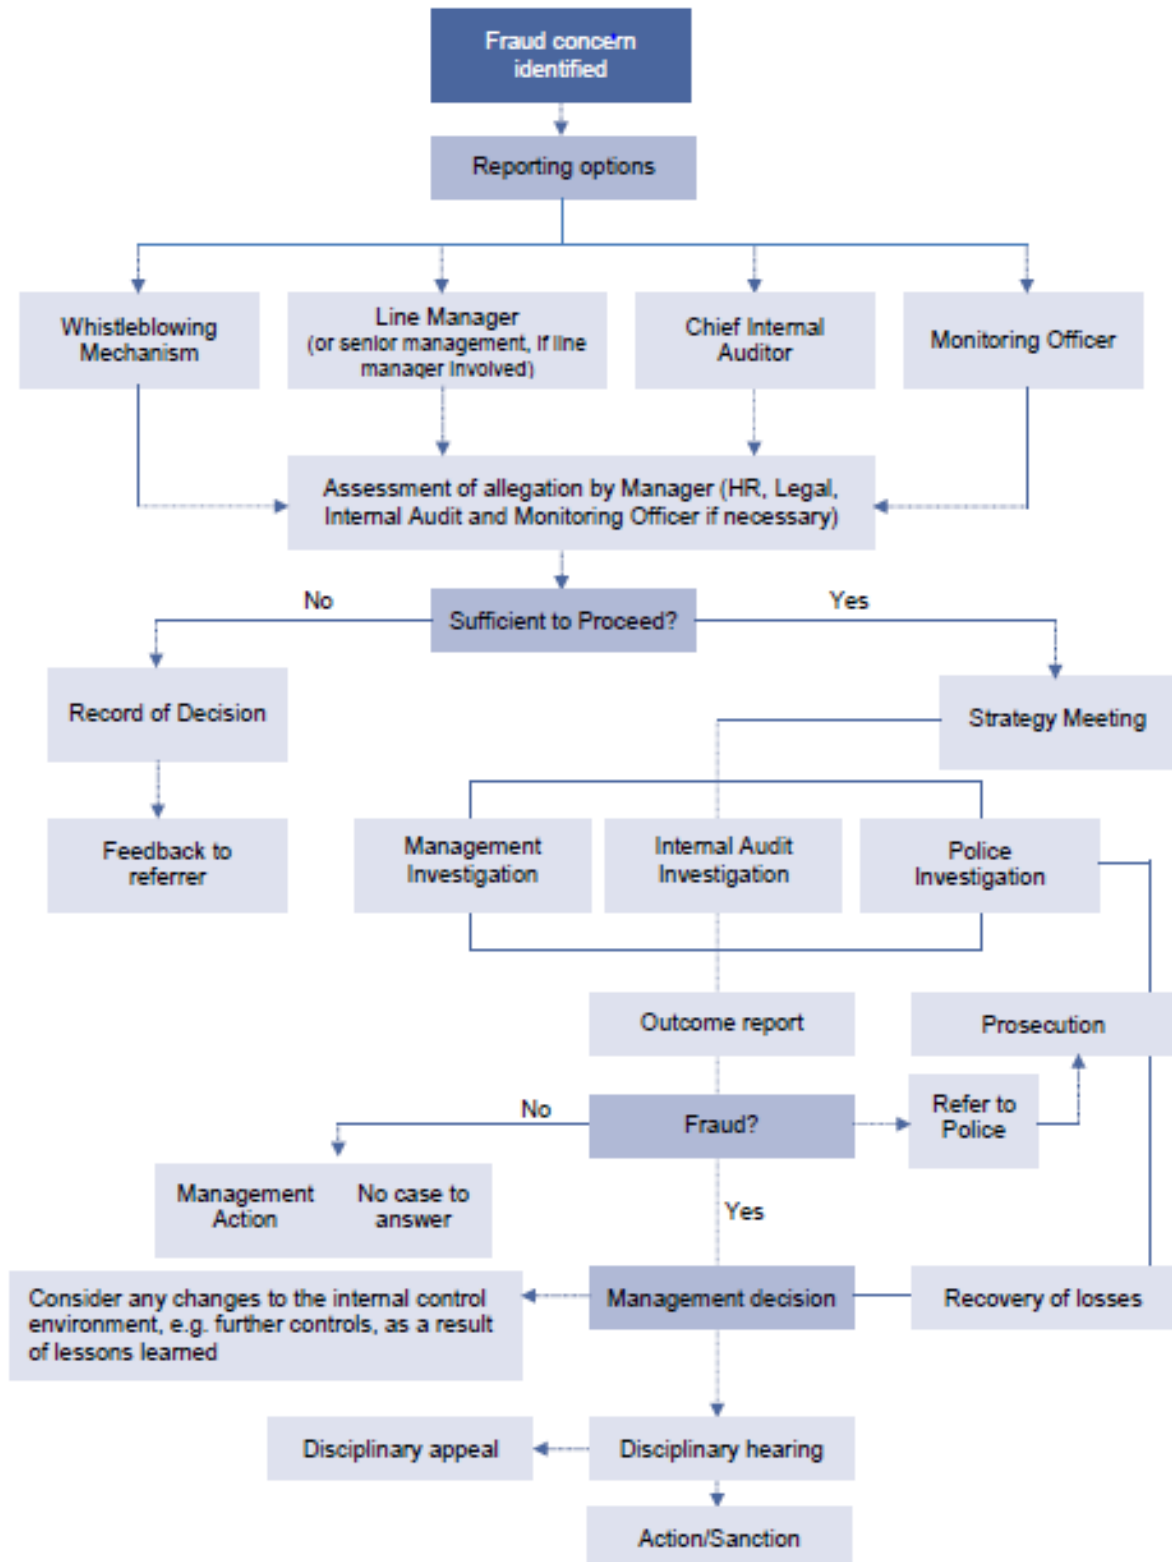 Fraud concern
identified
Reporting options
Whistleblowing
Mechanism
Line Manager
(or senior management, if line
manager involved)
Chief Internal
Auditor
Monitoring Officer
Assessment of allegation by Manager (HR, Legal,
Internal Audit and Monitoring Officer if necessary)
No
Sufficient to Proceed?
Yes
Record of Decision
Strategy Meeting
Feedback to
referrer
Management
Investigation
Internal Audit
Investigation
Police
Investigation
Outcome report
Prosecution
No
Fraud?
Refer to
Police
Management
Action
No case to
answer
Yes
Consider any changes to the internal control
environment, e.g. further controls, as a result
of lessons learned
Management decision
Recovery of losses
Disciplinary appeal
Disciplinary hearing
Action/Sanction